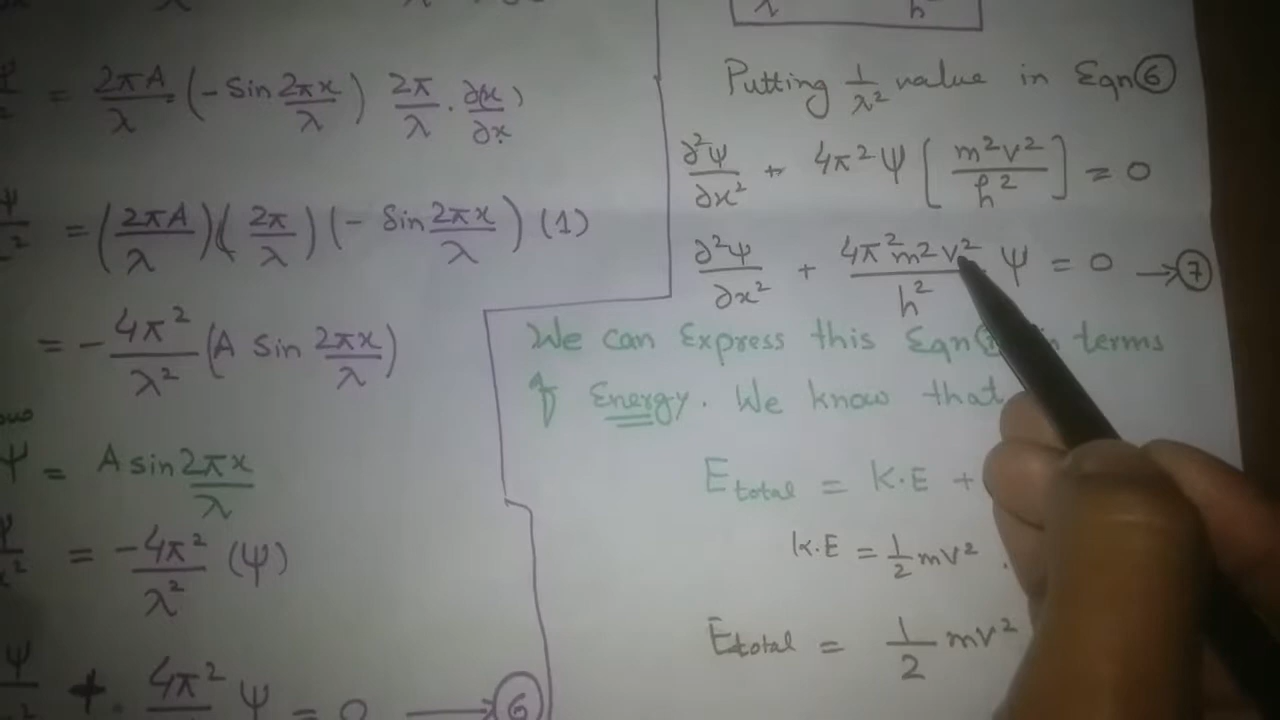 = 2πA/λ (-Sin 2πx/λ) 2π/λ . ∂(x)/∂x
= (2πA/λ)(2π/λ)(- Sin 2πx/λ) (1)
= - 4π²/λ² (A Sin 2πx/λ)
Ψ = A sin 2πx/λ
= -4π²/λ² (Ψ)
+ 4π² Ψ = 0 → ⑥
Putting 1/λ² value in Eqn ⑥
∂²Ψ/∂x² + 4π²Ψ [m²v²/h²] = 0
∂²Ψ/∂x² + 4π²m²v²/h² Ψ = 0 → ⑦
We can Express this Eqn terms
of Energy. We know that
E total = K.E +
K.E = 1/2 mv²
E total = 1/2 mv²